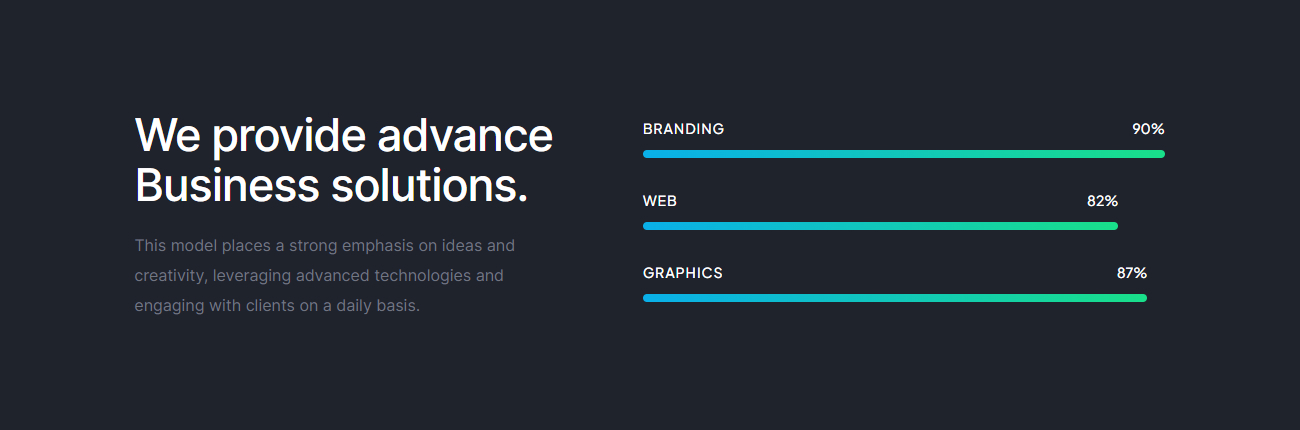 We provide advance
Business solutions.
This model places a strong emphasis on ideas and
creativity, leveraging advanced technologies and
engaging with clients on a daily basis.
BRANDING 90%
WEB 82%
GRAPHICS 87%